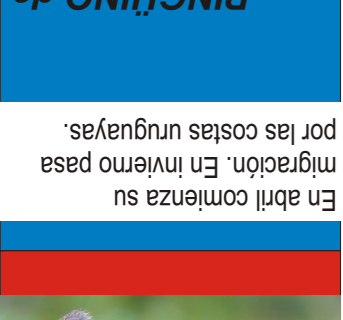 En abril comienza su
migración. En invierno pasa
por las costas uruguayas.
PINGÜINO de